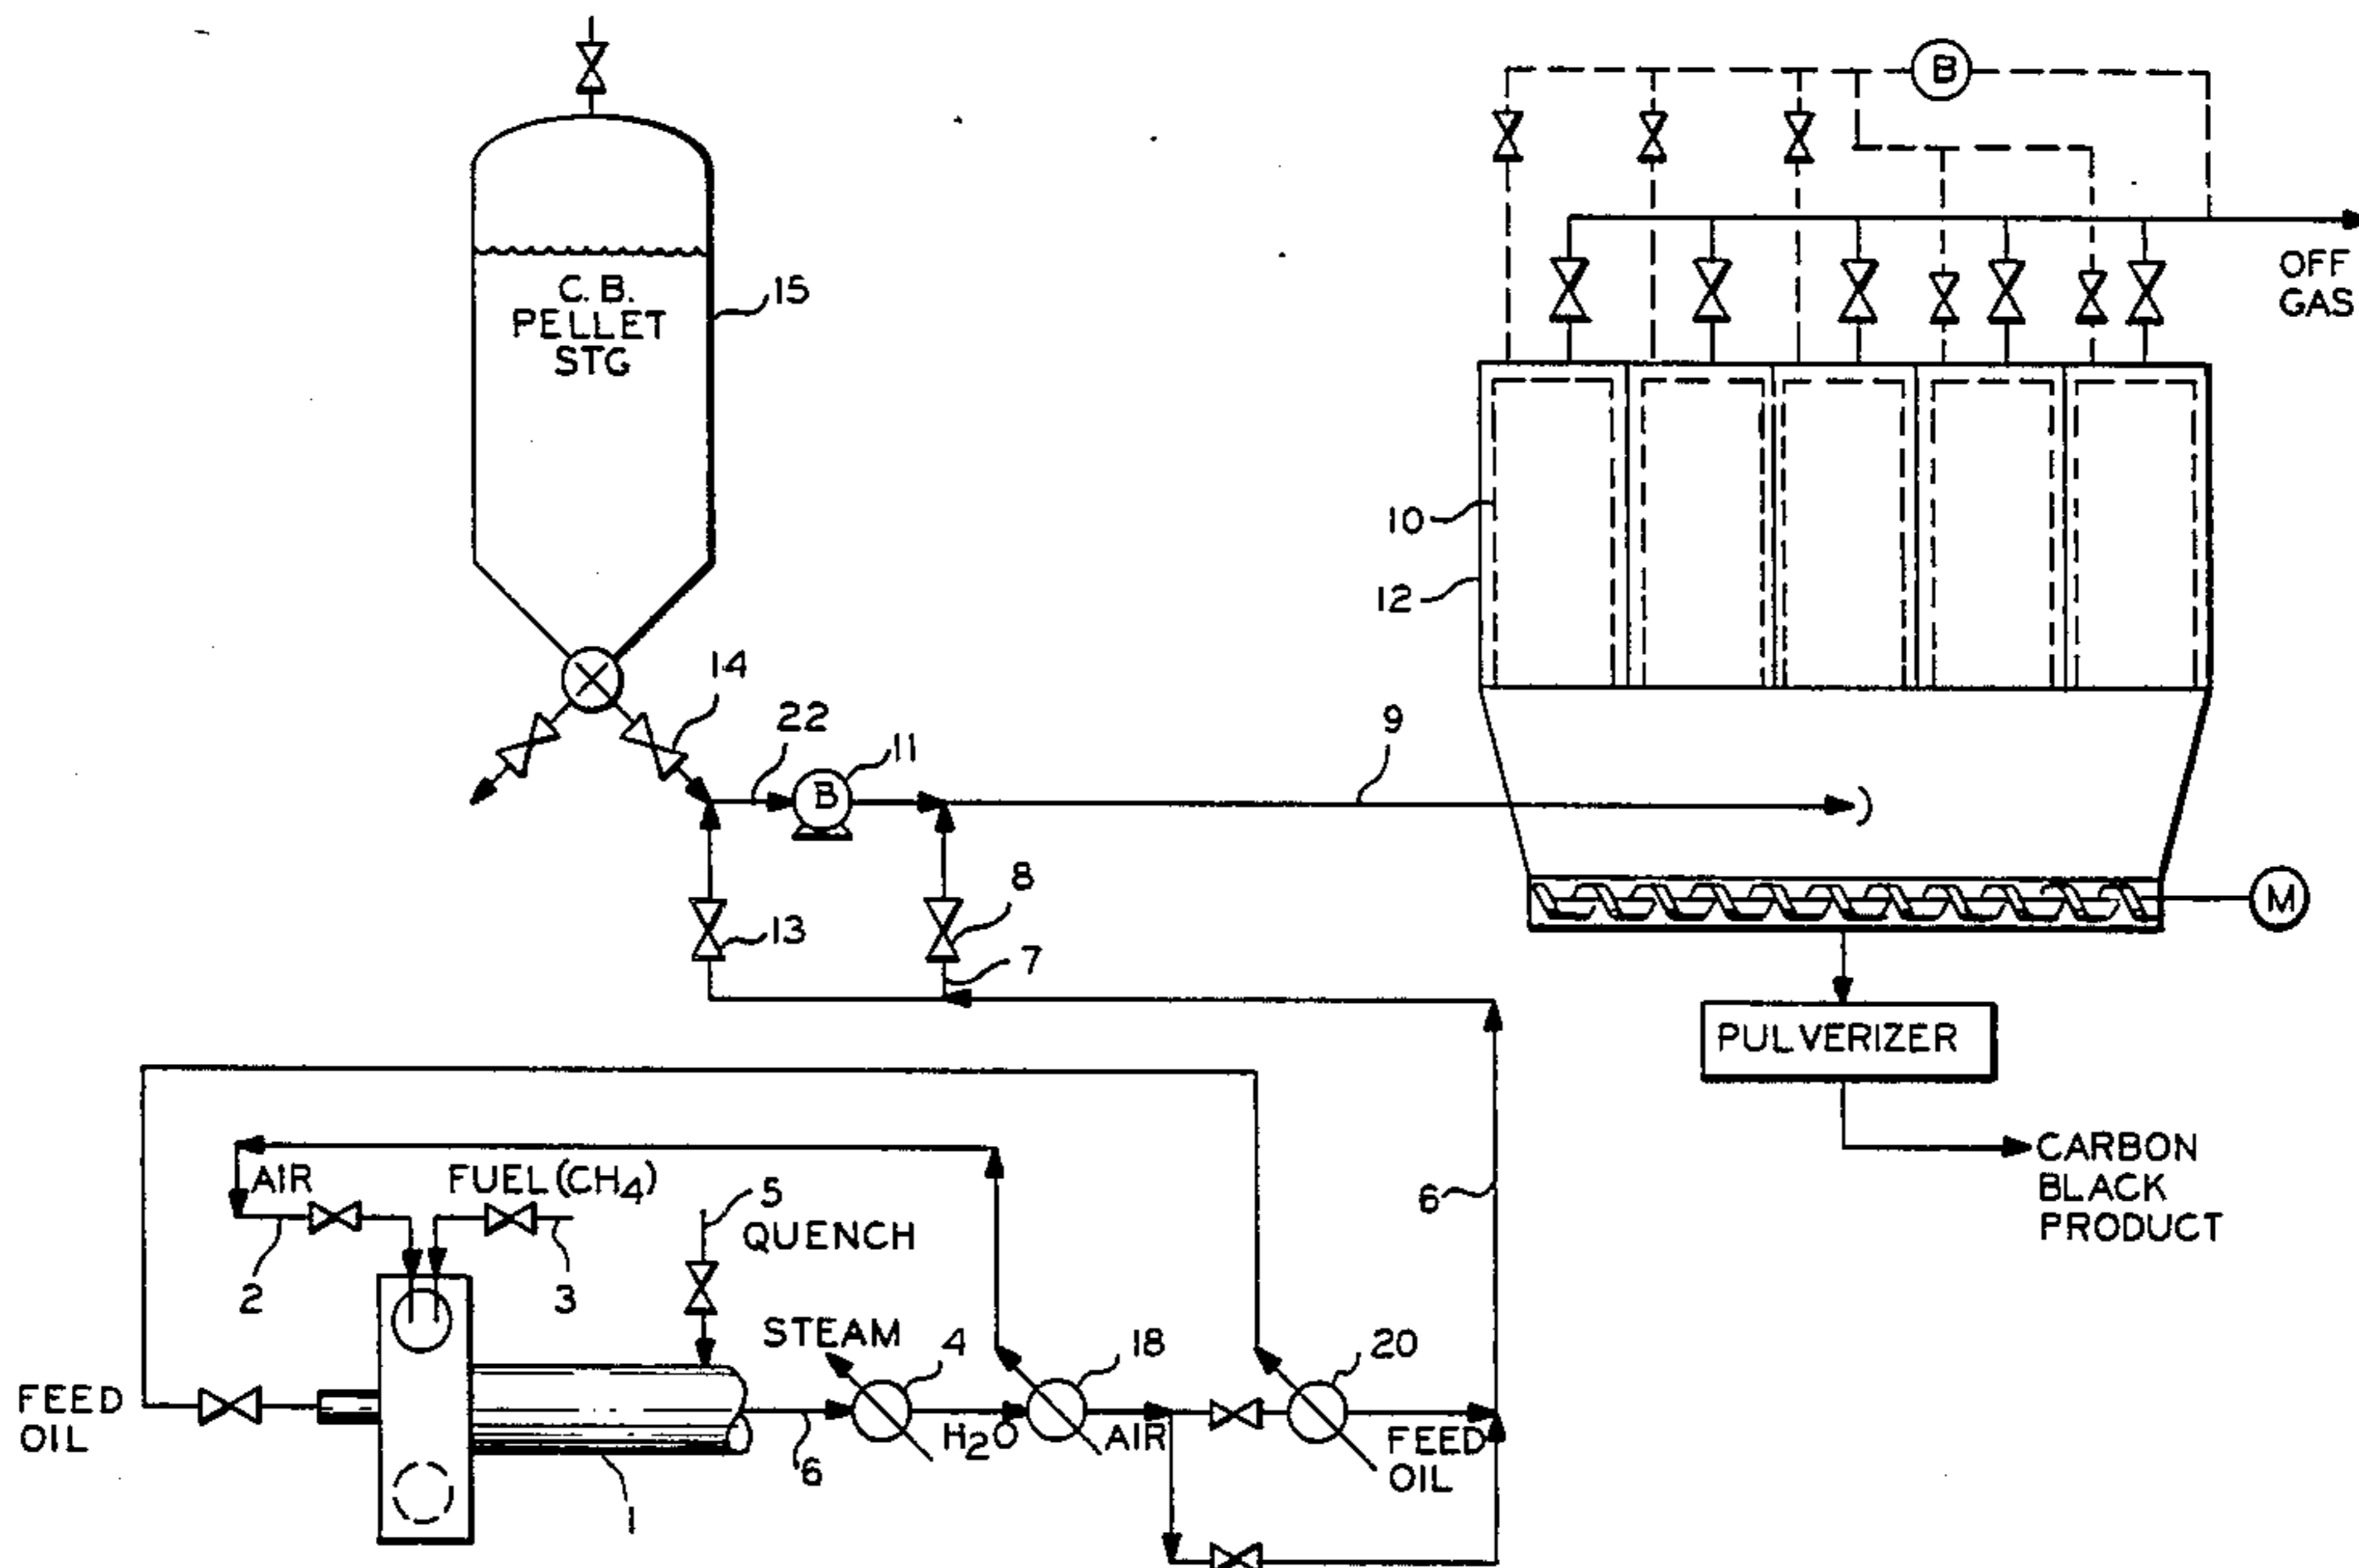 B
OFF
GAS
C. B.
PELLET
STG
15
10
12
14
22
11
B
9
8
13
7
M
PULVERIZER
CARBON
BLACK
PRODUCT
AIR
FUEL (CH4)
5
QUENCH
6
2
3
STEAM
4
18
20
FEED
OIL
H2O
AIR
FEED
OIL
6
1